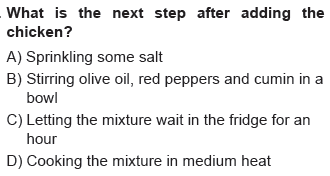 What is the next step after adding the
chicken?
A) Sprinkling some salt
B) Stirring olive oil, red peppers and cumin in a
bowl
C) Letting the mixture wait in the fridge for an
hour
D) Cooking the mixture in medium heat